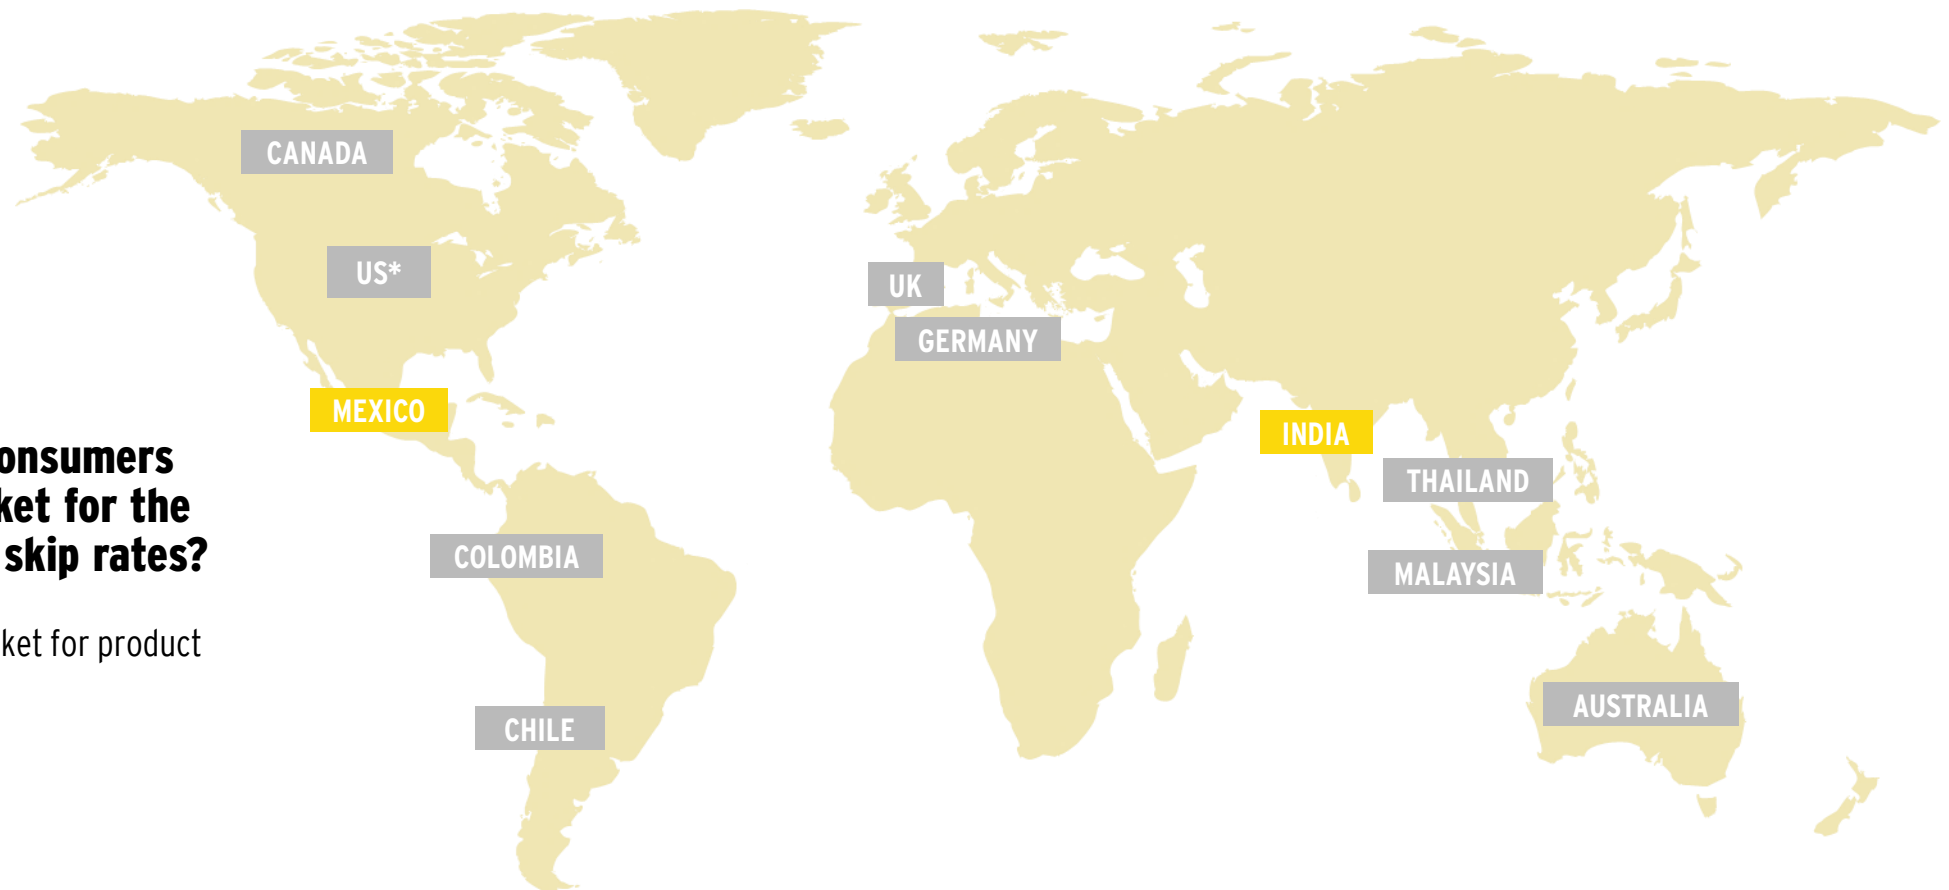 CANADA
US*
UK
GERMANY
MEXICO
INDIA
THAILAND
COLOMBIA
MALAYSIA
CHILE
AUSTRALIA
onsumers
ket for the
skip rates?
ket for product